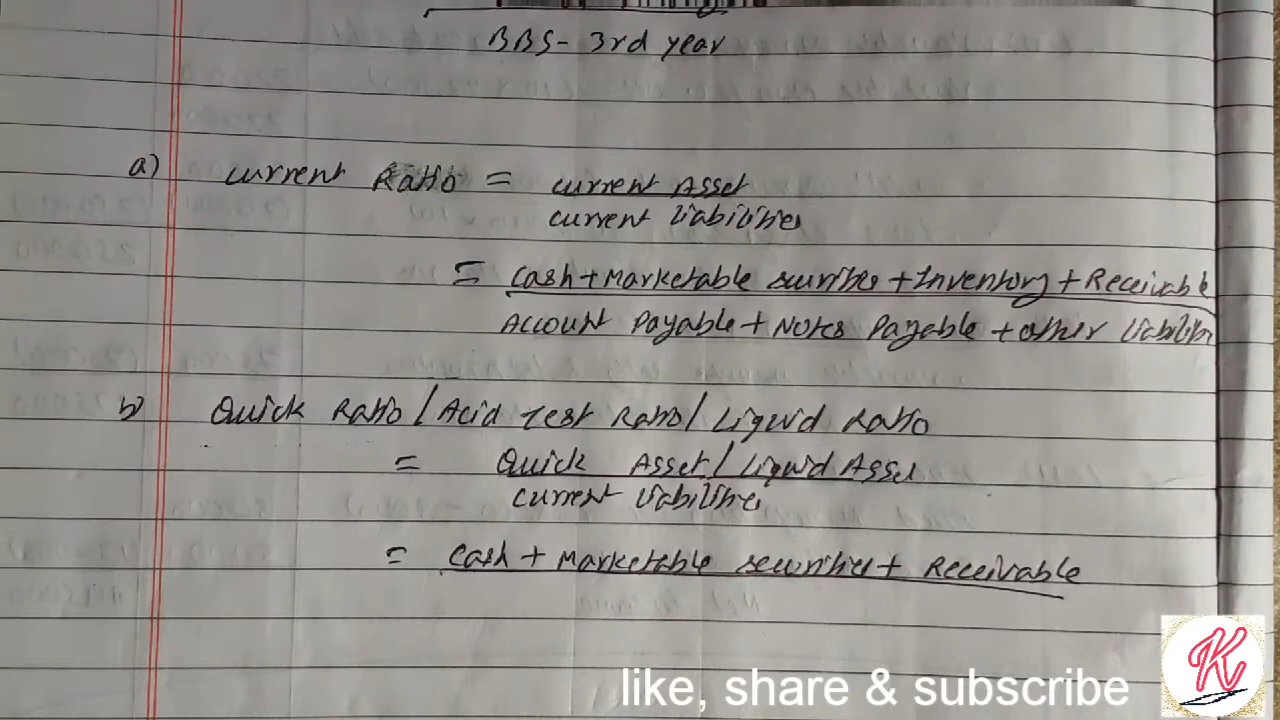 BBS - 3rd year
a) Current Ratio = Current Asset
Current Liabilities
= Cash + Marketable Securities + Inventory + Receivable
Account Payable + Notes Payable + other Liabilities
b) Quick Ratio / Acid Test Ratio / Liquid Ratio
= Quick Asset / Liquid Asset
Current Liabilities
= Cash + Marketable Securities + Receivable
like, share & subscribe
K